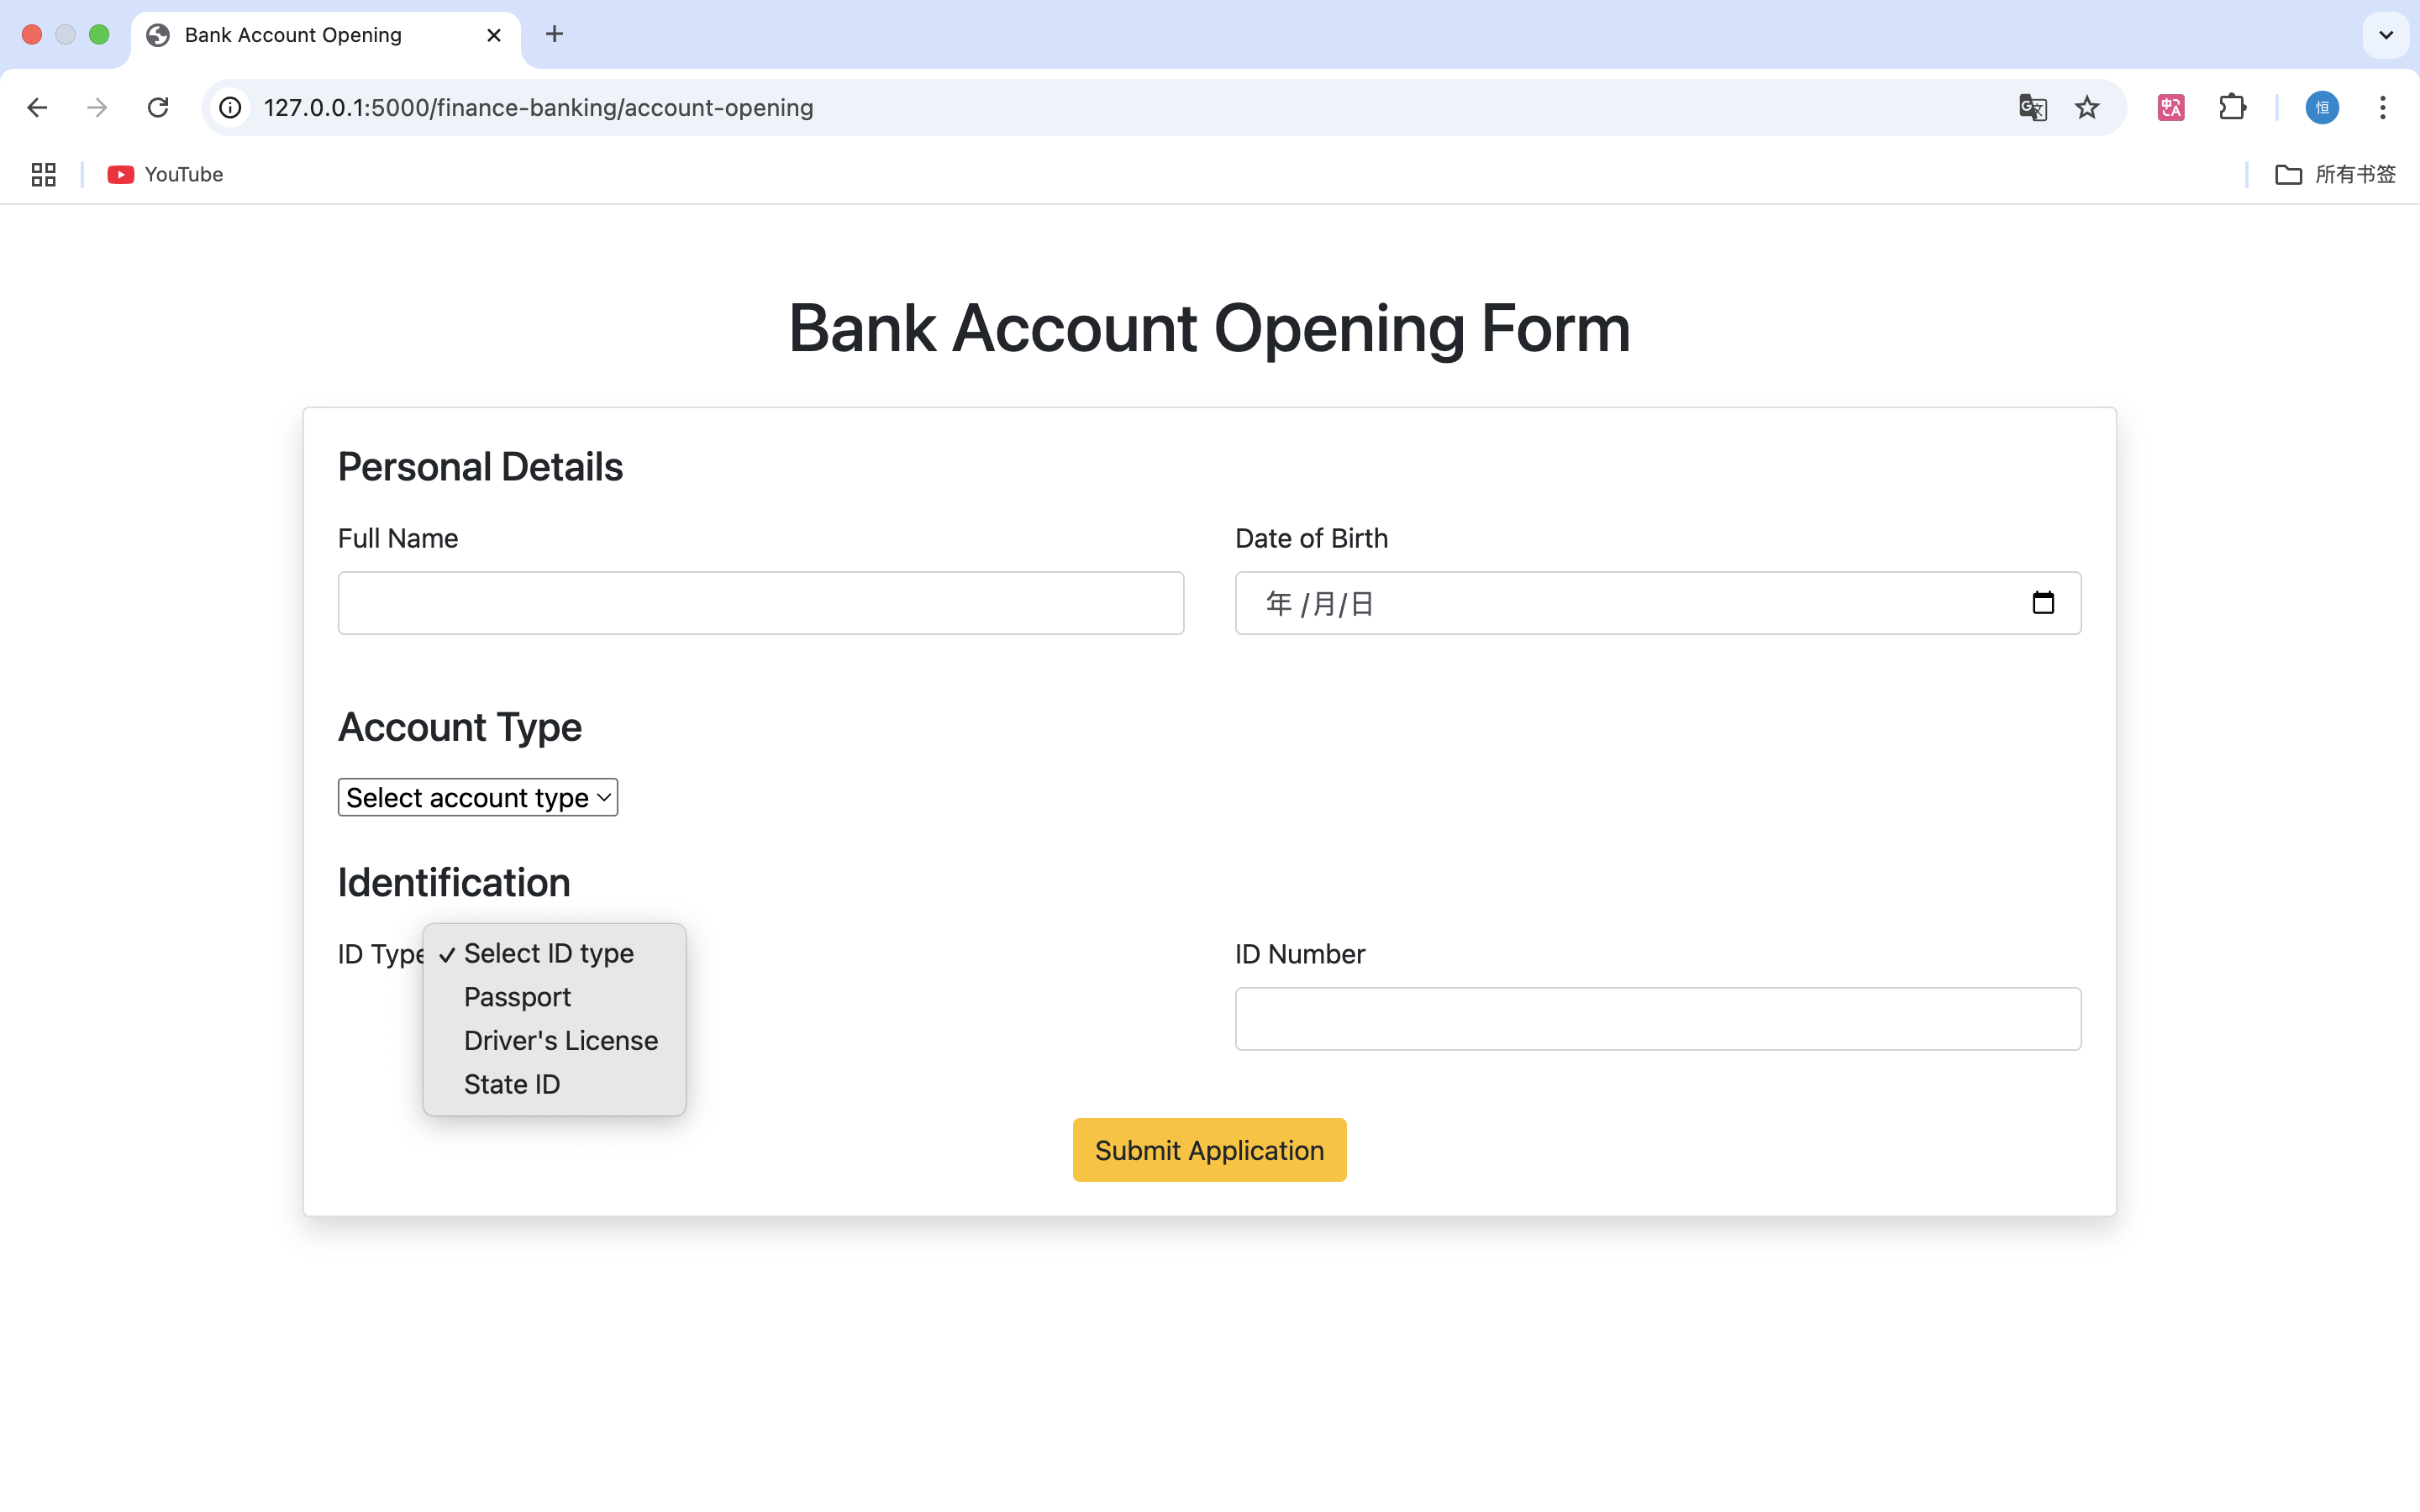 Bank Account Opening
127.0.0.1:5000/finance-banking/account-opening
恒
YouTube
所有书签
Bank Account Opening Form
Personal Details
Full Name
Date of Birth
年 /月/日
Account Type
Select account type
Identification
ID Type
✓ Select ID type
Passport
Driver's License
State ID
ID Number
Submit Application